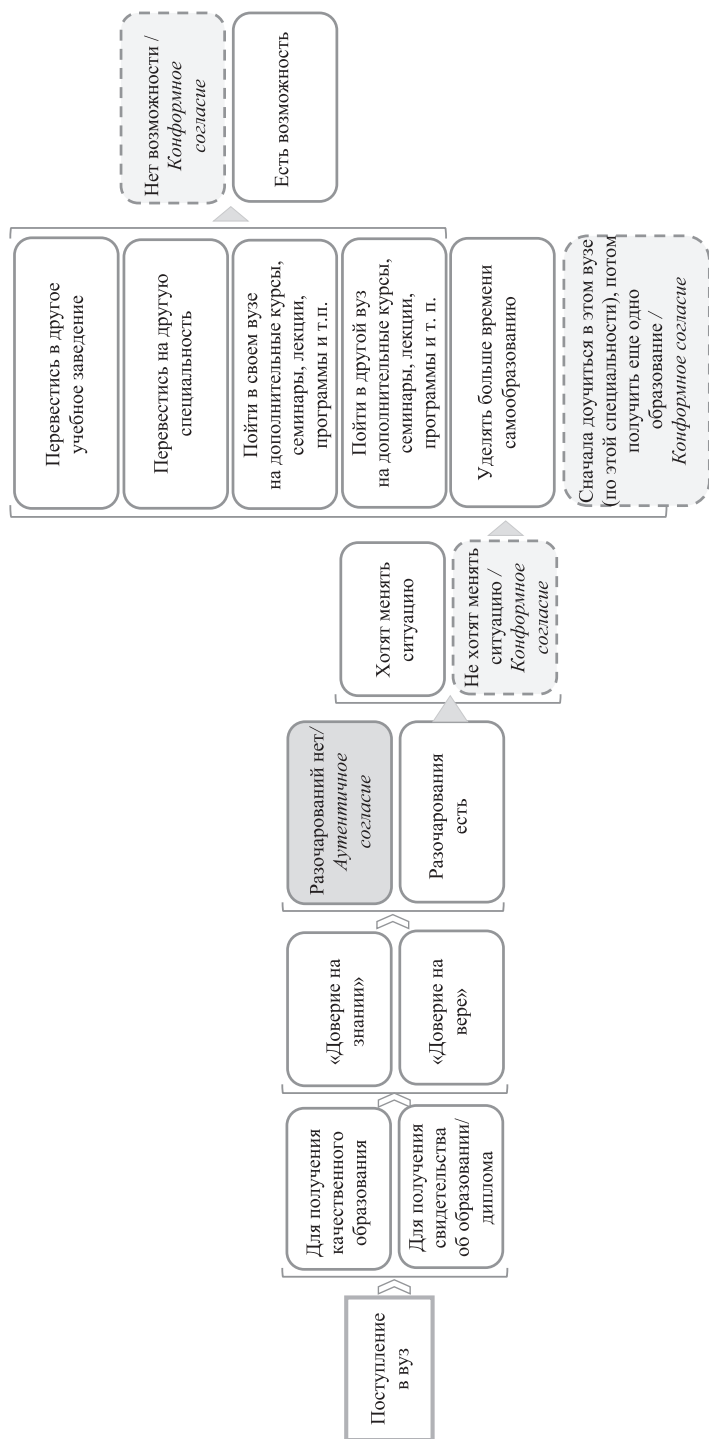 Поступление
в вуз
Для получения
качественного
образования
Для получения
свидетельства
об образовании/
диплома
«Доверие на
знании»
«Доверие на
вере»
Разочарований нет/
Аутентичное
согласие
Разочарования
есть
Хотят менять
ситуацию
Не хотят менять
ситуацию /
Конформное
согласие
Перевестись в другое
учебное заведение
Перевестись на другую
специальность
Пойти в своем вузе
на дополнительные курсы,
семинары, лекции,
программы и т.п.
Пойти в другой вуз
на дополнительные курсы,
семинары, лекции,
программы и т. п.
Уделять больше времени
самообразованию
Сначала доучиться в этом вузе
(по этой специальности), потом
получить еще одно
образование /
Конформное согласие
Нет возможности /
Конформное
согласие
Есть возможность